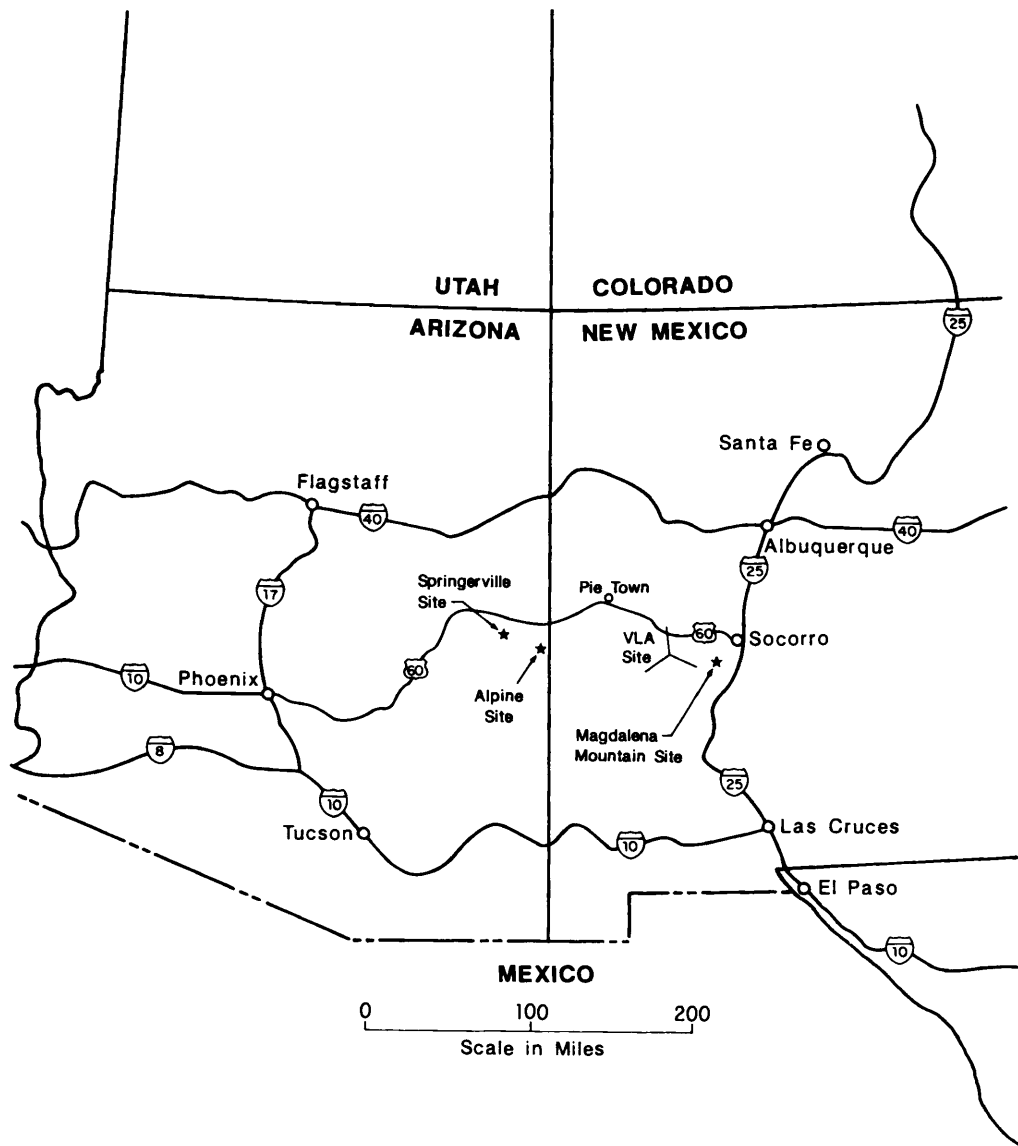 UTAH
COLORADO
ARIZONA
NEW MEXICO
25
Santa Fe
Flagstaff
40
Albuquerque
40
25
17
Springerville
Site
Pie Town
VLA
Site
60
Socorro
60
10
Phoenix
Alpine
Site
Magdalena
Mountain Site
8
25
10
Tucson
10
Las Cruces
El Paso
10
MEXICO
0 100 200
Scale in Miles